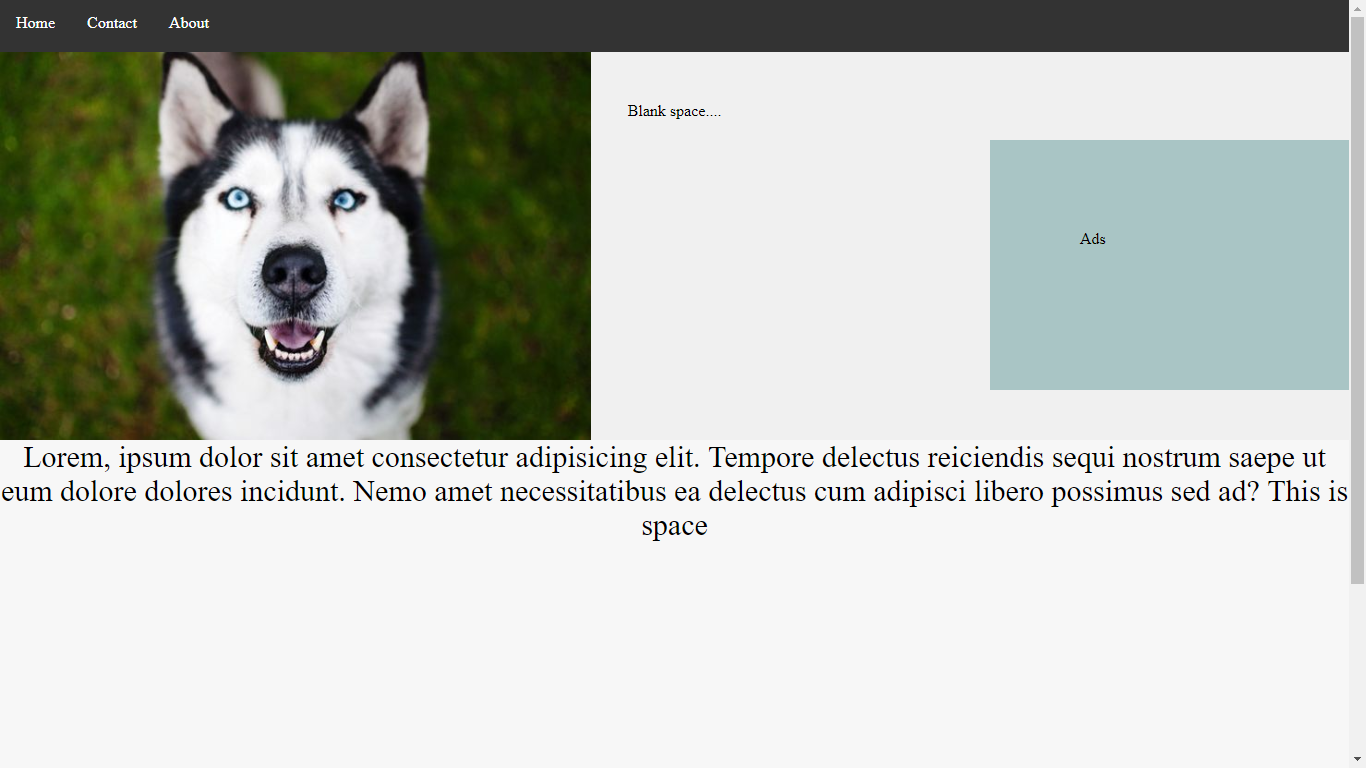 Home Contact About
Blank space....
Ads
Lorem, ipsum dolor sit amet consectetur adipisicing elit. Tempore delectus reiciendis sequi nostrum saepe ut
eum dolore dolores incidunt. Nemo amet necessitatibus ea delectus cum adipisci libero possimus sed ad? This is
space